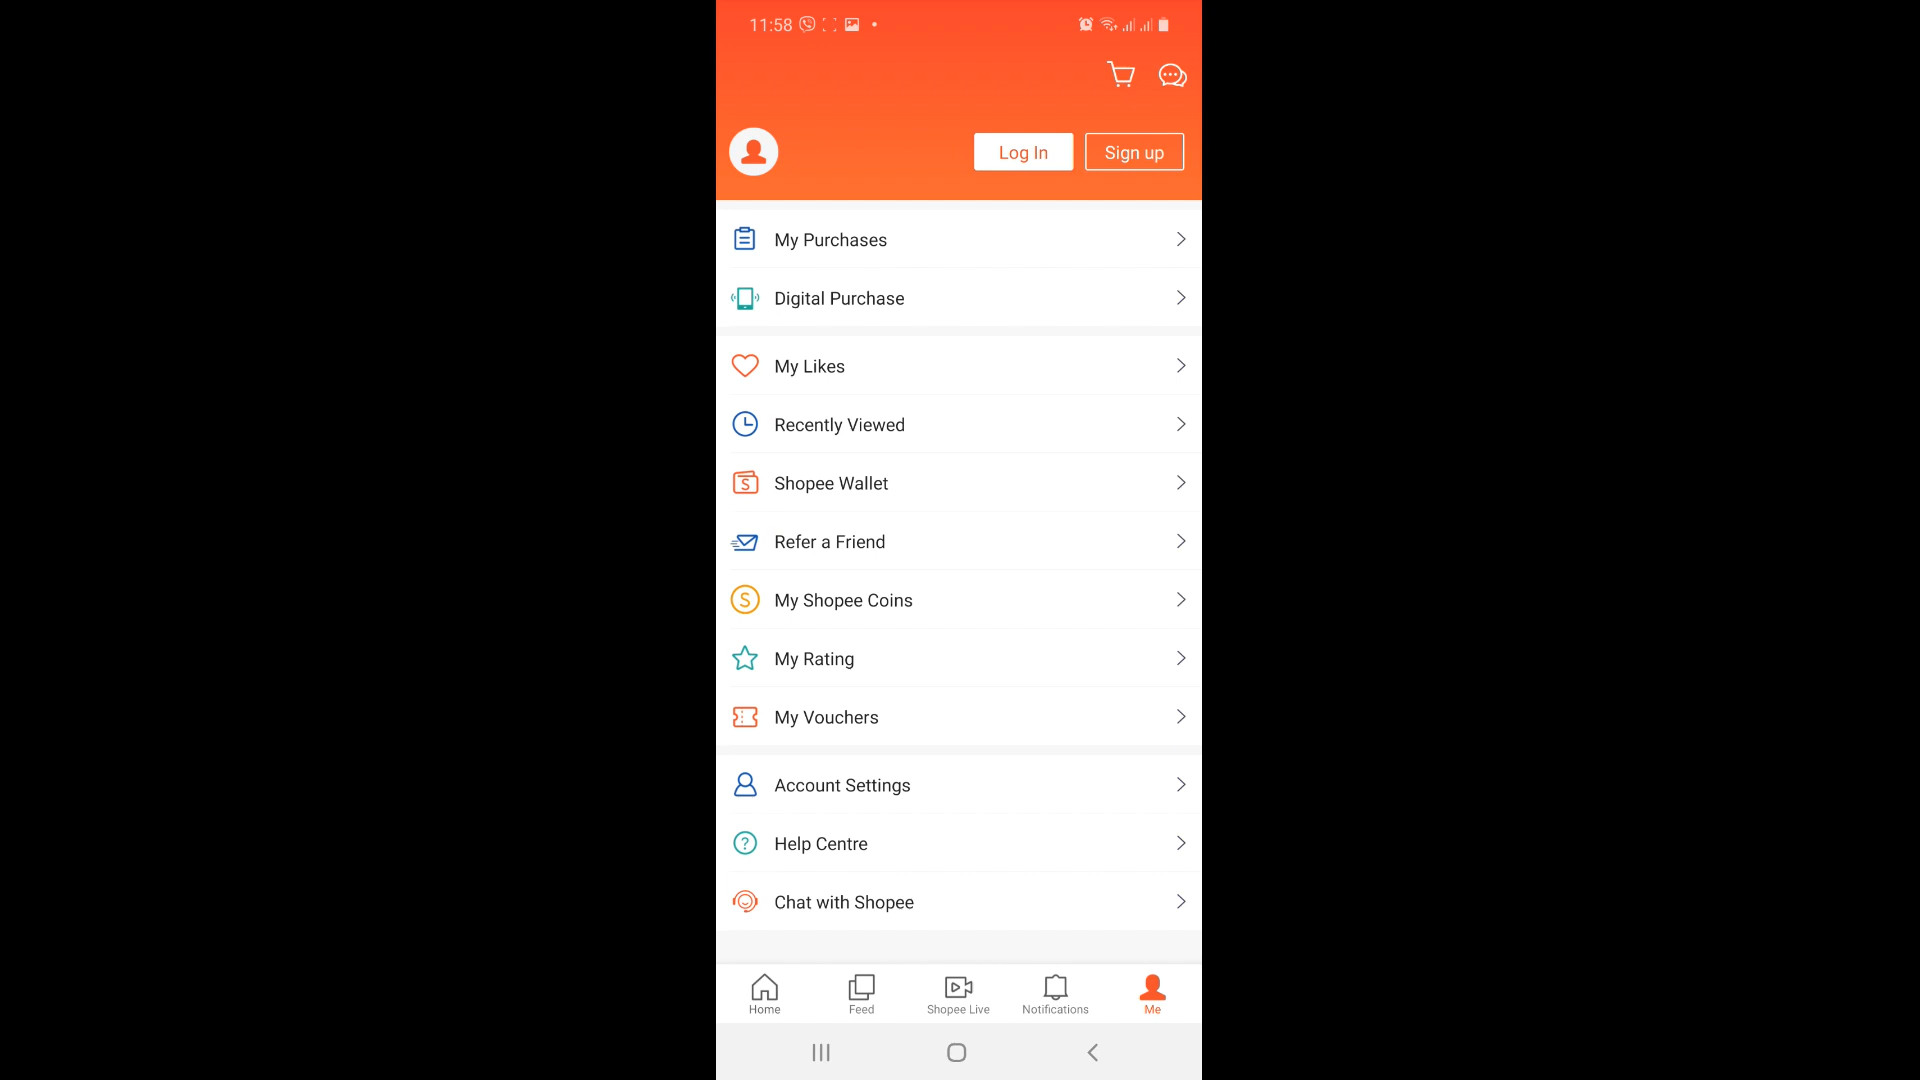 11:58
Log In
Sign up
My Purchases
Digital Purchase
My Likes
Recently Viewed
Shopee Wallet
Refer a Friend
My Shopee Coins
My Rating
My Vouchers
Account Settings
Help Centre
Chat with Shopee
Home
Feed
Shopee Live
Notifications
Me